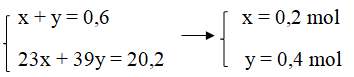 x + y = 0,6 → x = 0,2 mol
23x + 39y = 20,2 y = 0,4 mol